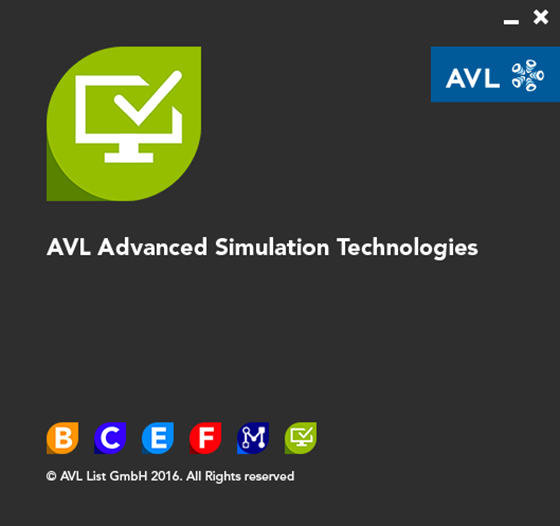 AVL
AVL Advanced Simulation Technologies
B C E F M
© AVL List GmbH 2016. All Rights reserved